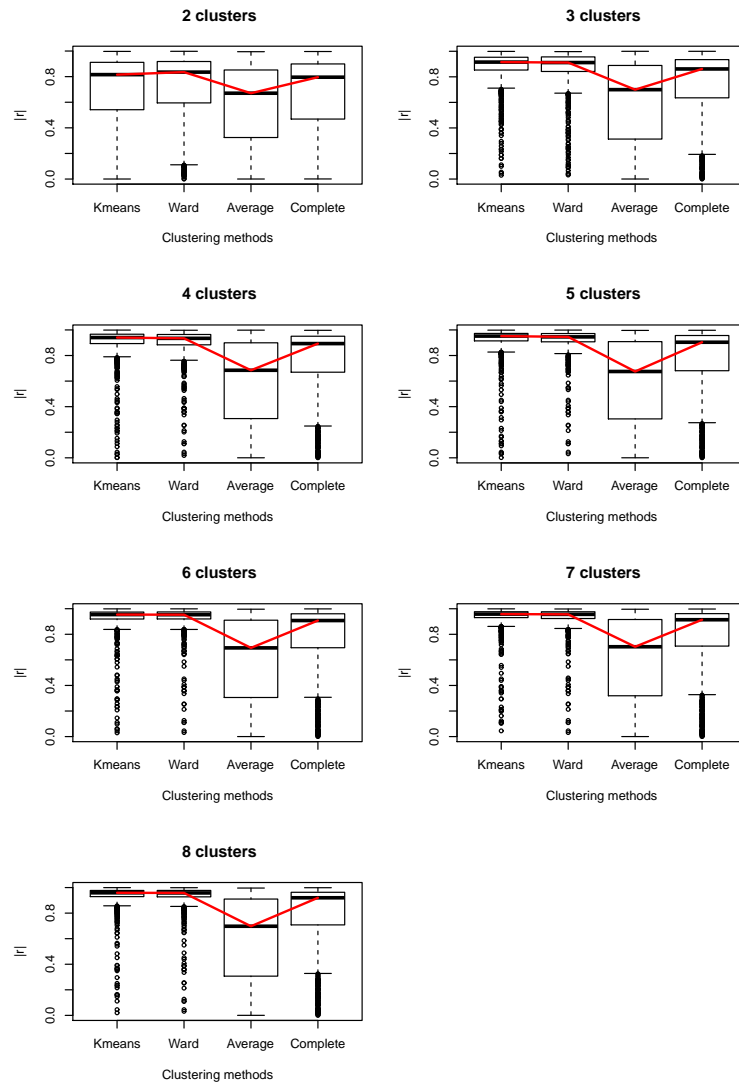 2 clusters
|r|
0.0 0.4 0.8
Kmeans Ward Average Complete
Clustering methods
3 clusters
|r|
0.0 0.4 0.8
Kmeans Ward Average Complete
Clustering methods
4 clusters
|r|
0.0 0.4 0.8
Kmeans Ward Average Complete
Clustering methods
5 clusters
|r|
0.0 0.4 0.8
Kmeans Ward Average Complete
Clustering methods
6 clusters
|r|
0.0 0.4 0.8
Kmeans Ward Average Complete
Clustering methods
7 clusters
|r|
0.0 0.4 0.8
Kmeans Ward Average Complete
Clustering methods
8 clusters
|r|
0.0 0.4 0.8
Kmeans Ward Average Complete
Clustering methods